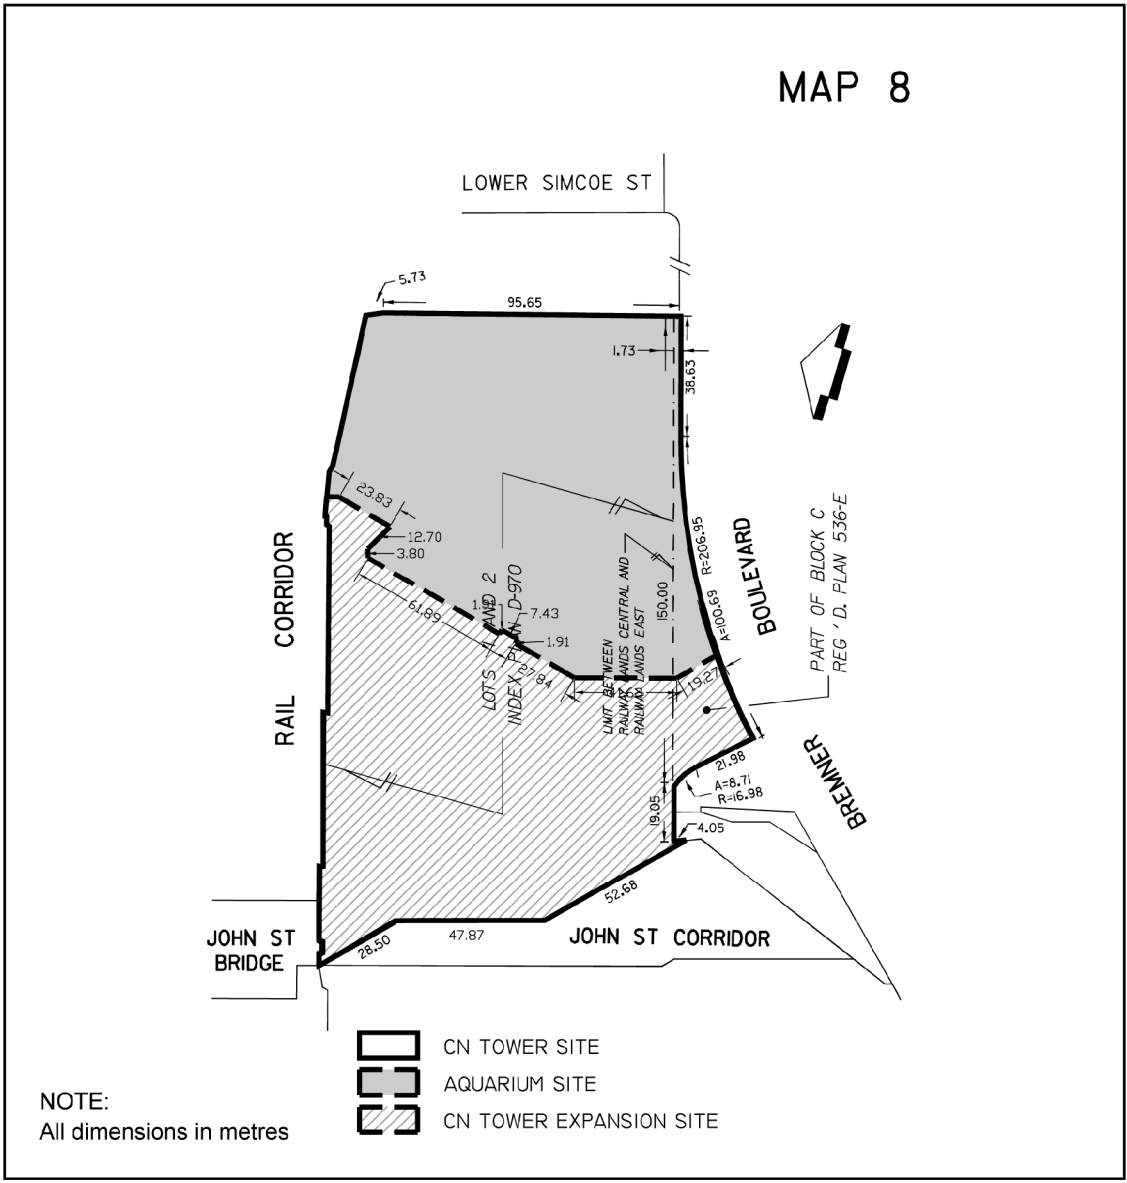 MAP 8
LOWER SIMCOE ST
5.73
95.65
1.73
38.63
23.83
12.70
3.80
RAIL CORRIDOR
R=206.95
A=100.69
BREMNER BOULEVARD
PART OF BLOCK C
REG'D. PLAN 536-E
61.89
1.91
7.43
1.91
27.84
LOTS 1 AND 2
INDEX PLAN D-970
150.00
LIMIT BETWEEN
RAILWAY LANDS CENTRAL AND
RAILWAY LANDS EAST
19.27
21.98
A=8.71
R=16.98
19.05
4.05
52.68
47.87
28.50
JOHN ST
BRIDGE
JOHN ST CORRIDOR
CN TOWER SITE
AQUARIUM SITE
CN TOWER EXPANSION SITE
NOTE:
All dimensions in metres